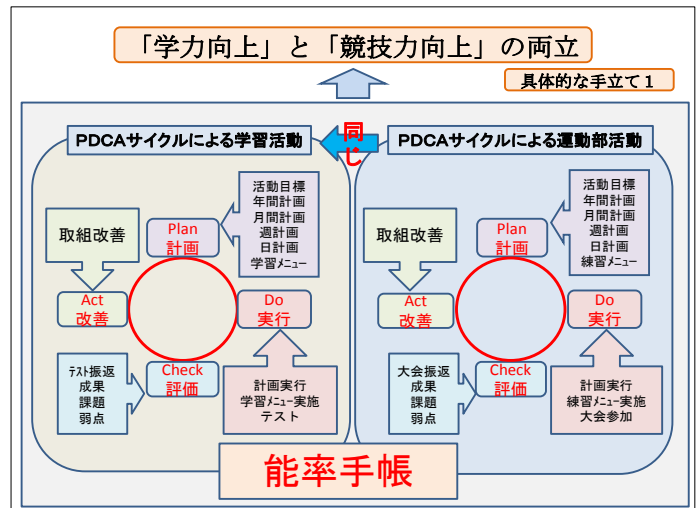 「学力向上」と「競技力向上」の両立
具体的な手立て１
同
じ
PDCAサイクルによる学習活動
活動目標
年間計画
月間計画
週計画
日計画
学習メニュー
Plan
計画
取組改善
Act
改善
Do
実行
Check
評価
テスト振返
成果
課題
弱点
計画実行
学習メニュー実施
テスト
PDCAサイクルによる運動部活動
活動目標
年間計画
月間計画
週計画
日計画
練習メニュー
Plan
計画
取組改善
Act
改善
Do
実行
Check
評価
大会振返
成果
課題
弱点
計画実行
練習メニュー実施
大会参加
能率手帳